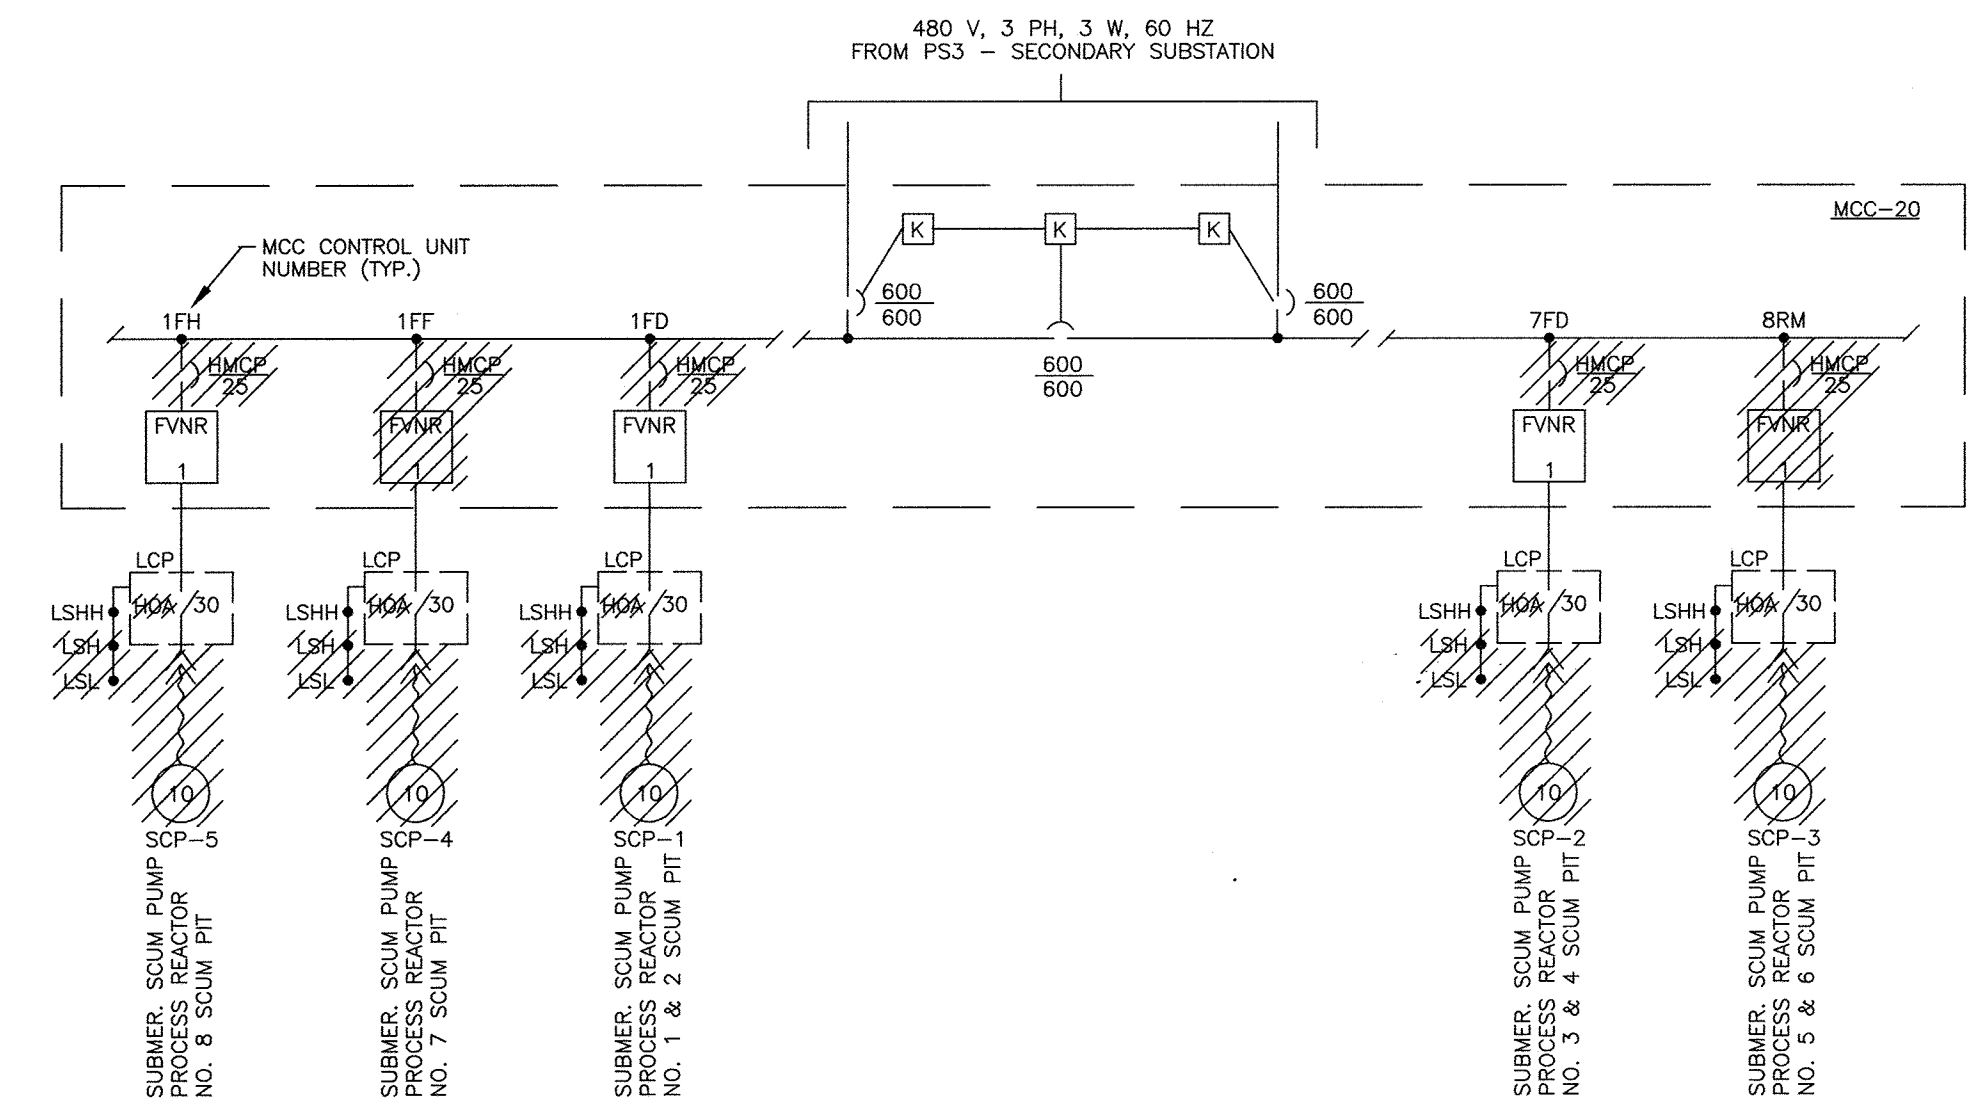 480 V, 3 PH, 3 W, 60 HZ
FROM PS3 – SECONDARY SUBSTATION
MCC-20
K
K
K
MCC CONTROL UNIT
NUMBER (TYP.)
600
600
600
600
1FH
1FF
1FD
7FD
8RM
HMCP
25
HMCP
25
HMCP
25
600
600
HMCP
25
HMCP
25
FVNR
1
FVNR
1
FVNR
1
FVNR
1
FVNR
1
LCP
LCP
LCP
LCP
LCP
LSHH
HOA
30
LSH
LSL
LSHH
HOA
30
LSH
LSL
LSHH
HOA
30
LSH
LSL
LSHH
HOA
30
LSH
LSL
LSHH
HOA
30
LSH
LSL
10
10
10
10
10
SCP-5
SUBMER. SCUM PUMP
PROCESS REACTOR
NO. 8 SCUM PIT
SCP-4
SUBMER. SCUM PUMP
PROCESS REACTOR
NO. 7 SCUM PIT
SCP-1
SUBMER. SCUM PUMP
PROCESS REACTOR
NO. 1 & 2 SCUM PIT
SCP-2
SUBMER. SCUM PUMP
PROCESS REACTOR
NO. 3 & 4 SCUM PIT
SCP-3
SUBMER. SCUM PUMP
PROCESS REACTOR
NO. 5 & 6 SCUM PIT